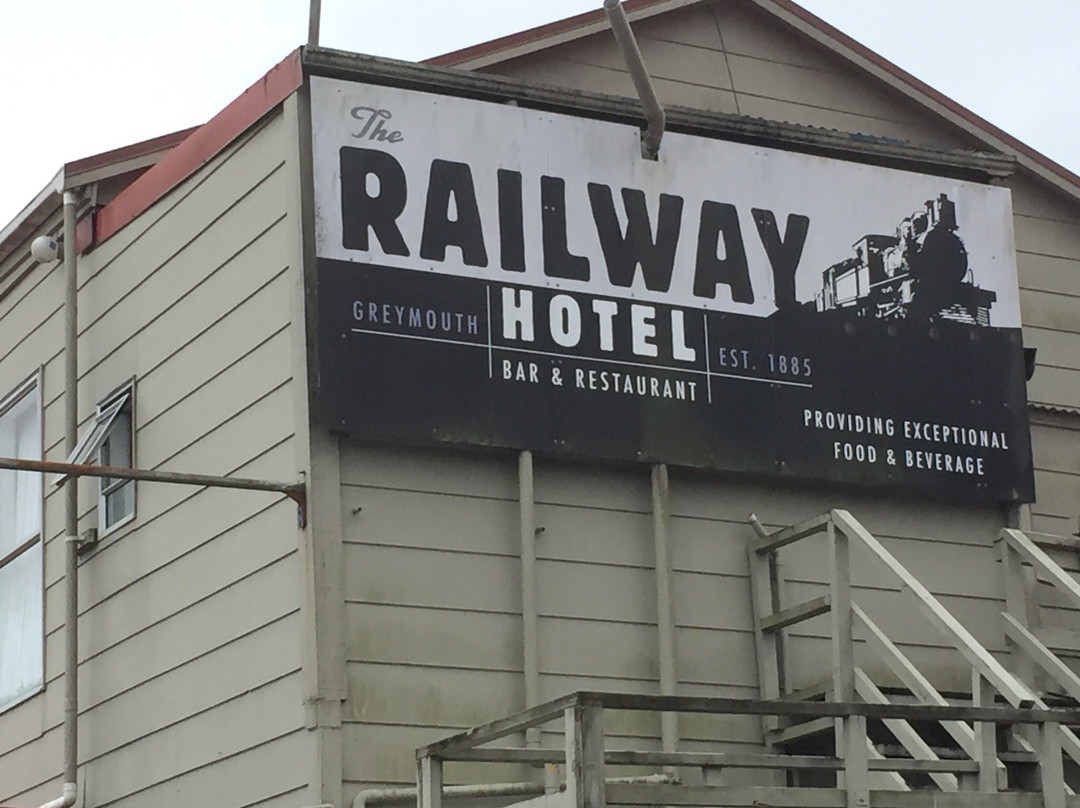 The
RAILWAY
GREYMOUTH HOTEL EST. 1885
BAR & RESTAURANT
PROVIDING EXCEPTIONAL
FOOD & BEVERAGE